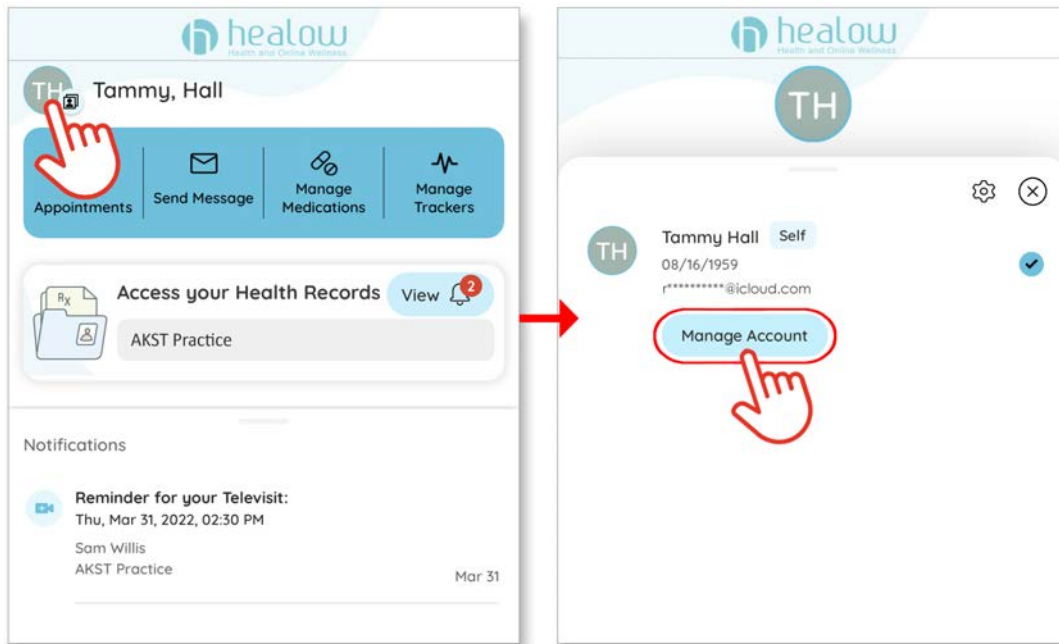 healow
Health and Online Wellness.
TH
Tammy, Hall
Appointments
Send Message
Manage
Medications
Manage
Trackers
Rx
Access your Health Records
View
2
AKST Practice
Notifications
Reminder for your Televisit:
Thu, Mar 31, 2022, 02:30 PM
Sam Willis
AKST Practice
Mar 31
healow
Health and Online Wellness.
TH
TH
Tammy Hall
Self
08/16/1959
r**********@icloud.com
Manage Account